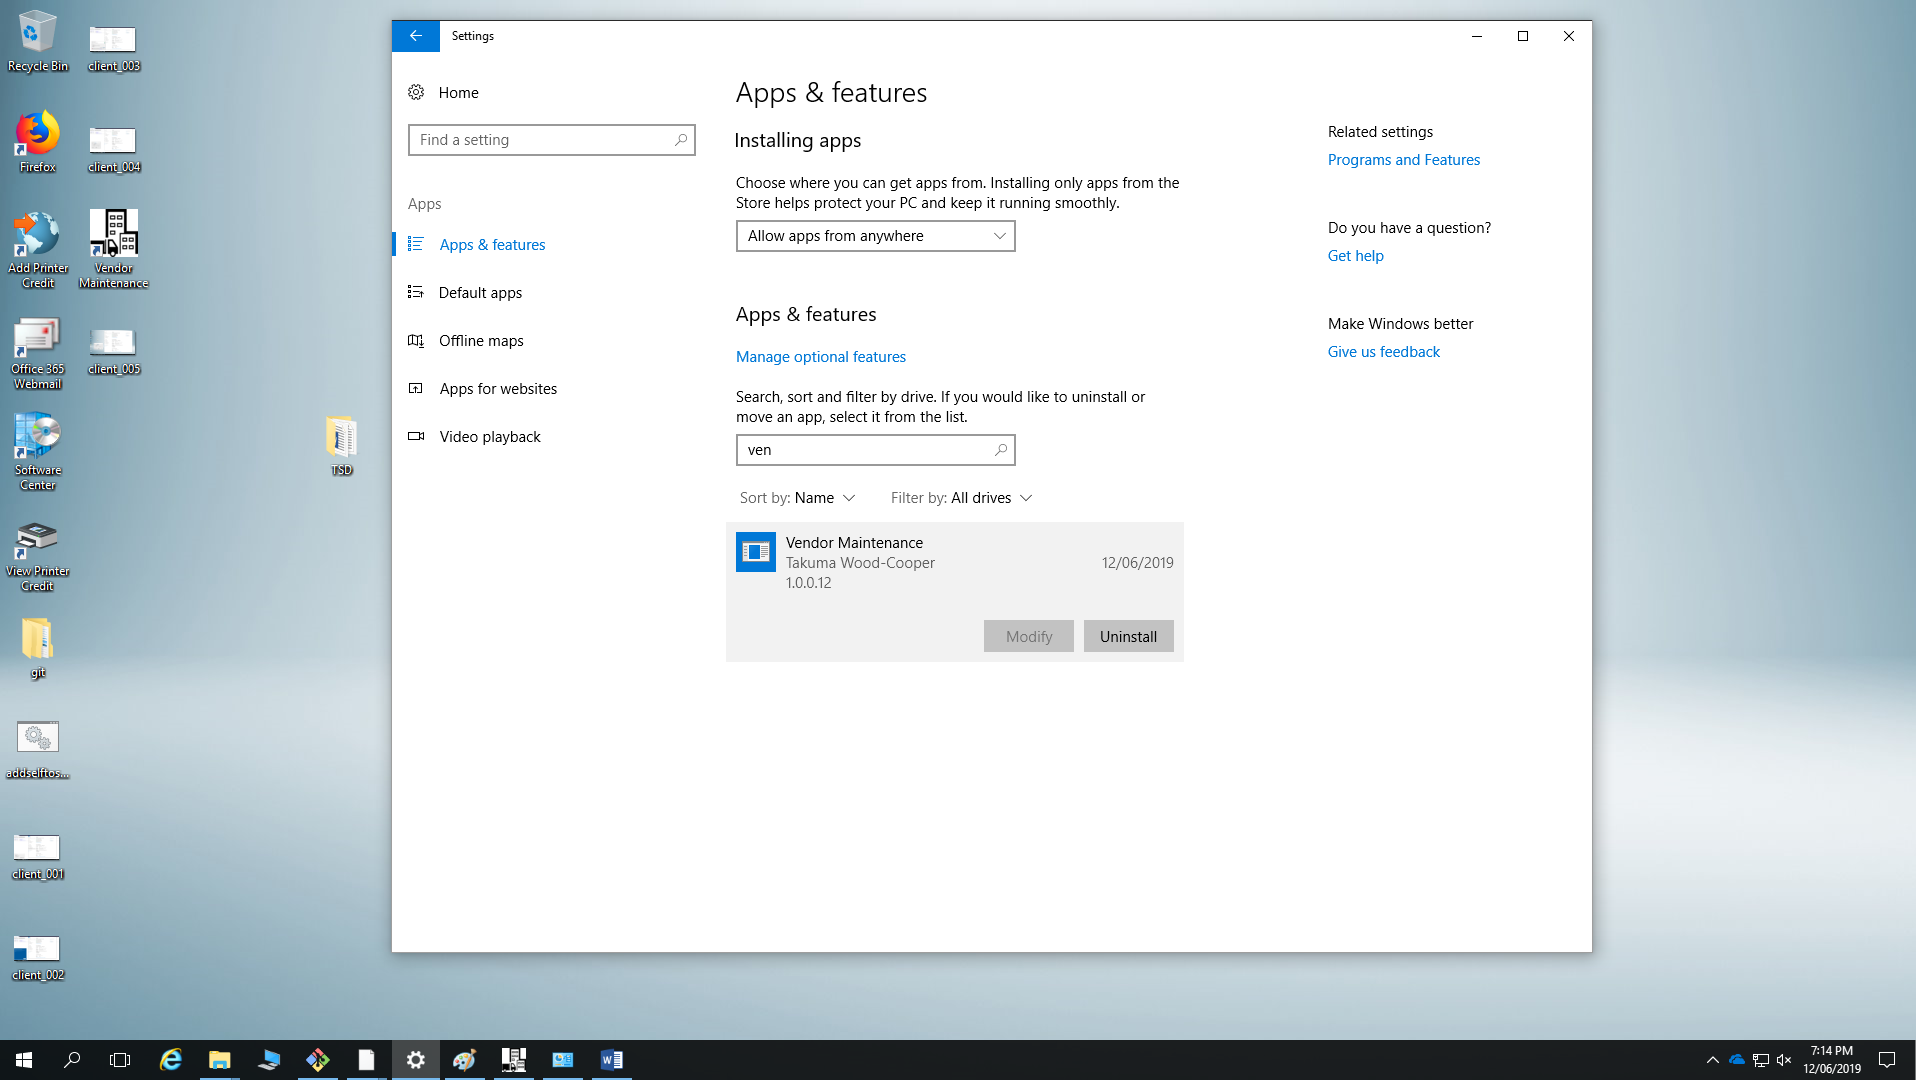 Recycle Bin
client_003
Firefox
client_004
Add Printer
Credit
Vendor
Maintenance
Office 365
Webmail
client_005
Software
Center
TSD
View Printer
Credit
git
addselftos...
client_001
client_002
Settings
Home
Find a setting
Apps
Apps & features
Default apps
Offline maps
Apps for websites
Video playback
Apps & features
Installing apps
Choose where you can get apps from. Installing only apps from the
Store helps protect your PC and keep it running smoothly.
Allow apps from anywhere
Apps & features
Manage optional features
Search, sort and filter by drive. If you would like to uninstall or
move an app, select it from the list.
ven
Sort by: Name
Filter by: All drives
Vendor Maintenance
Takuma Wood-Cooper
12/06/2019
1.0.0.12
Modify
Uninstall
Related settings
Programs and Features
Do you have a question?
Get help
Make Windows better
Give us feedback
7:14 PM
12/06/2019